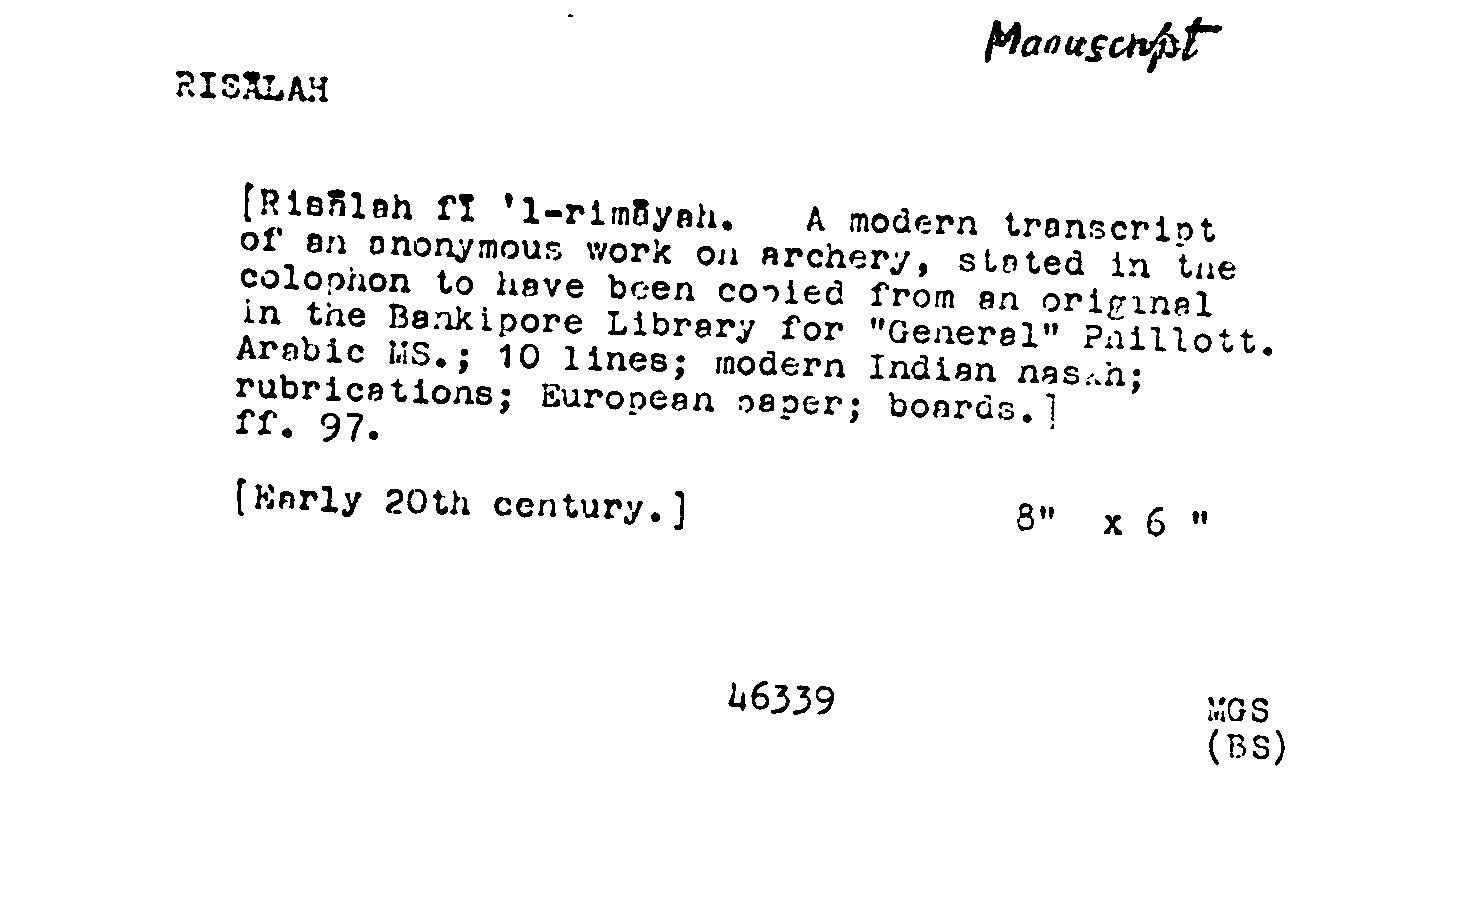 Manuscript
RISĀLAH
[Risālah fī 'l-rimāyah. A modern transcript
of an anonymous work on archery, stated in the
colophon to have been copied from an original
in the Bankipore Library for "General" Phillott.
Arabic MS.; 10 lines; modern Indian naskh;
rubrications; European paper; boards.]
ff. 97.
[Early 20th century.] 8" x 6 "
46339
MGS
(BS)